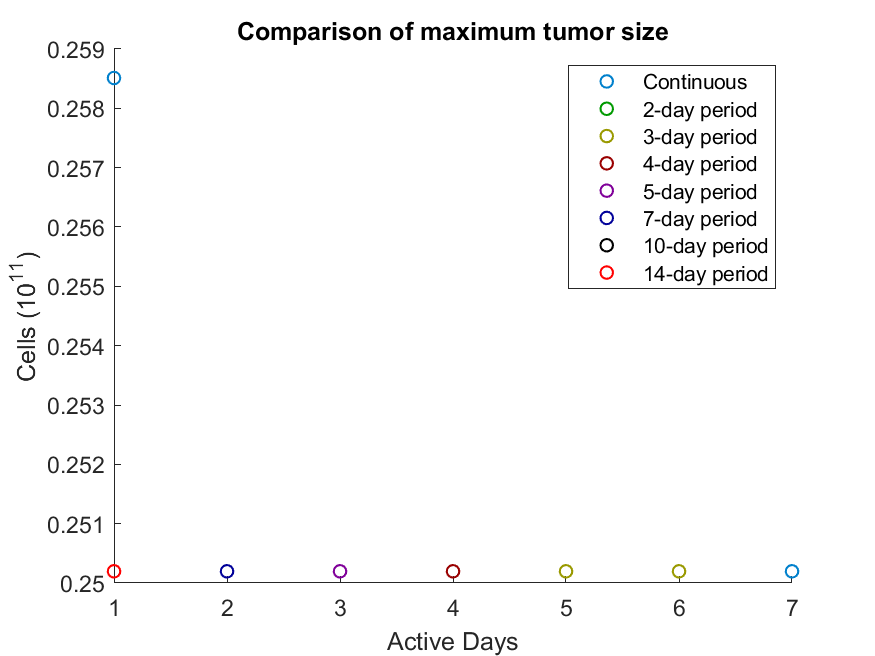 Comparison of maximum tumor size
0.259
0.258
0.257
0.256
0.255
0.254
0.253
0.252
0.251
0.25
Cells (10^11)
Continuous
2-day period
3-day period
4-day period
5-day period
7-day period
10-day period
14-day period
1 2 3 4 5 6 7
Active Days